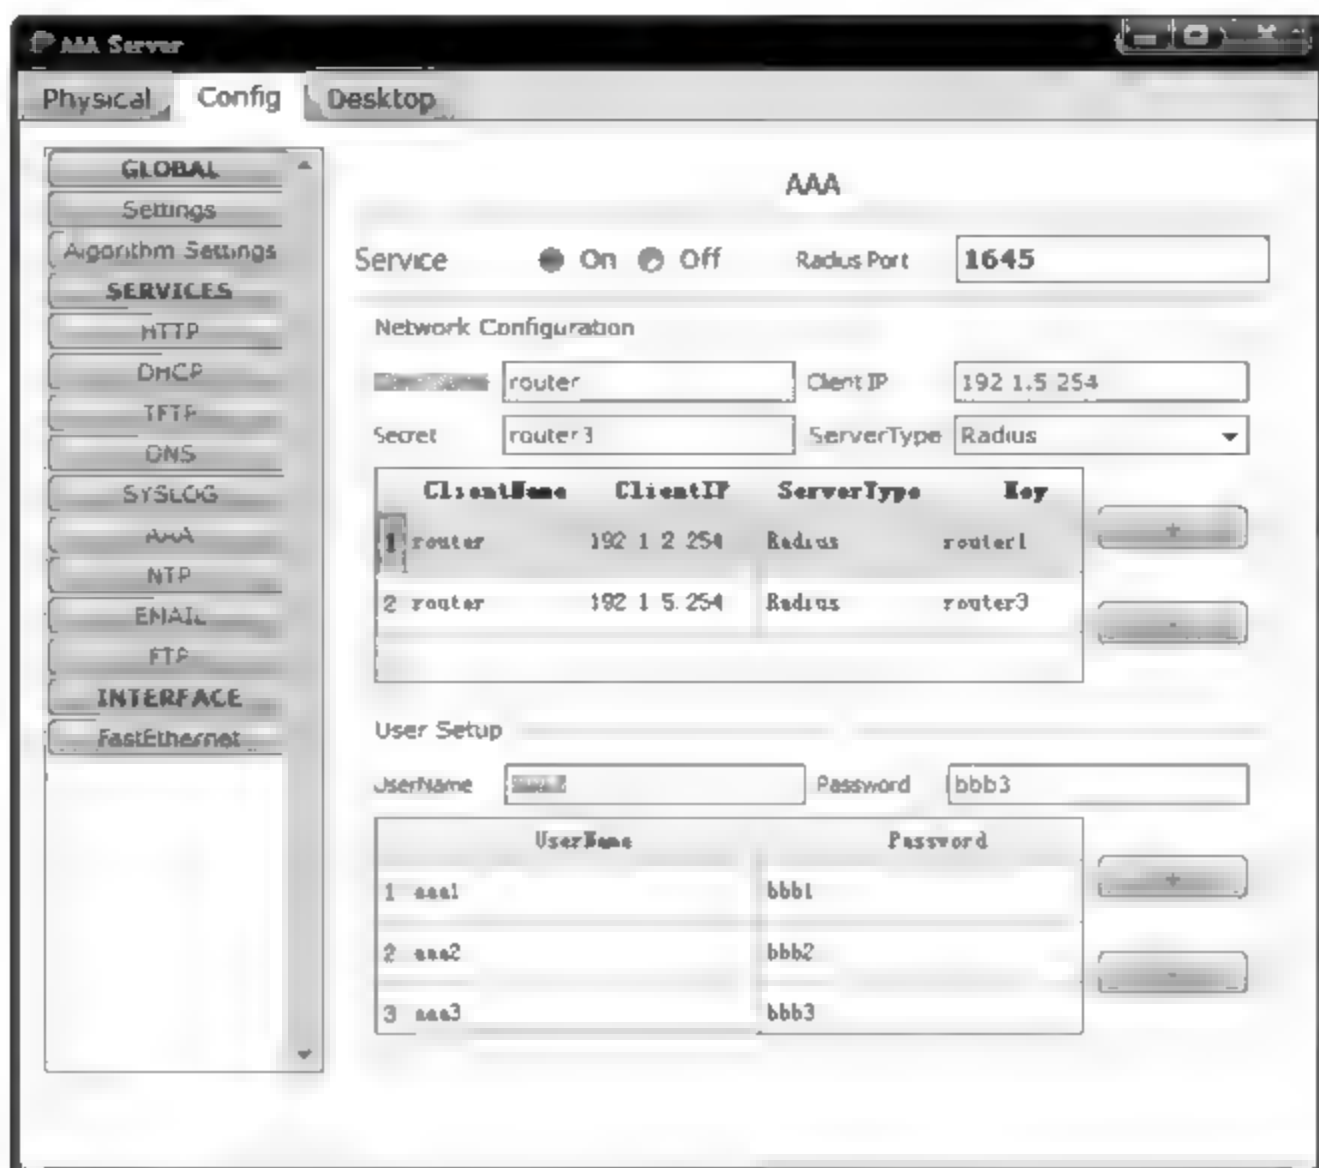 AAA Server
Physical Config Desktop
GLOBAL
Settings
Algorithm Settings
SERVICES
HTTP
DHCP
TFTP
DNS
SYSLOG
AAA
NTP
EMAIL
FTP
INTERFACE
FastEthernet
AAA
Service On Off Radius Port 1645
Network Configuration
router Client IP 192.1.5.254
Secret router3 ServerType Radius
ClientName ClientIP ServerType Key
1 router 192.1.2.254 Radius router1
2 router 192.1.5.254 Radius router3
+
-
User Setup
UserName Password bbb3
UserName Password
1 aaa1 bbb1
2 aaa2 bbb2
3 aaa3 bbb3
+
-